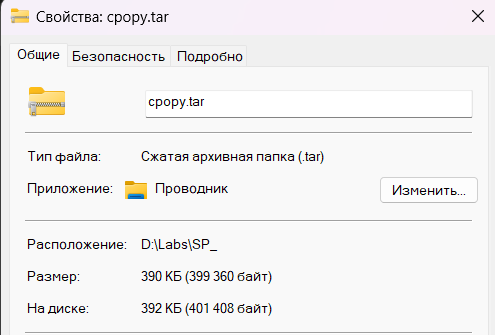 Свойства: cpopy.tar
Общие Безопасность Подробно
cpopy.tar
Тип файла: Сжатая архивная папка (.tar)
Приложение: Проводник Изменить...
Расположение: D:\Labs\SP_
Размер: 390 КБ (399 360 байт)
На диске: 392 КБ (401 408 байт)